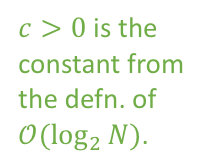 𝑐 > 0 is the
constant from
the defn. of
𝒪(log₂ 𝑁).